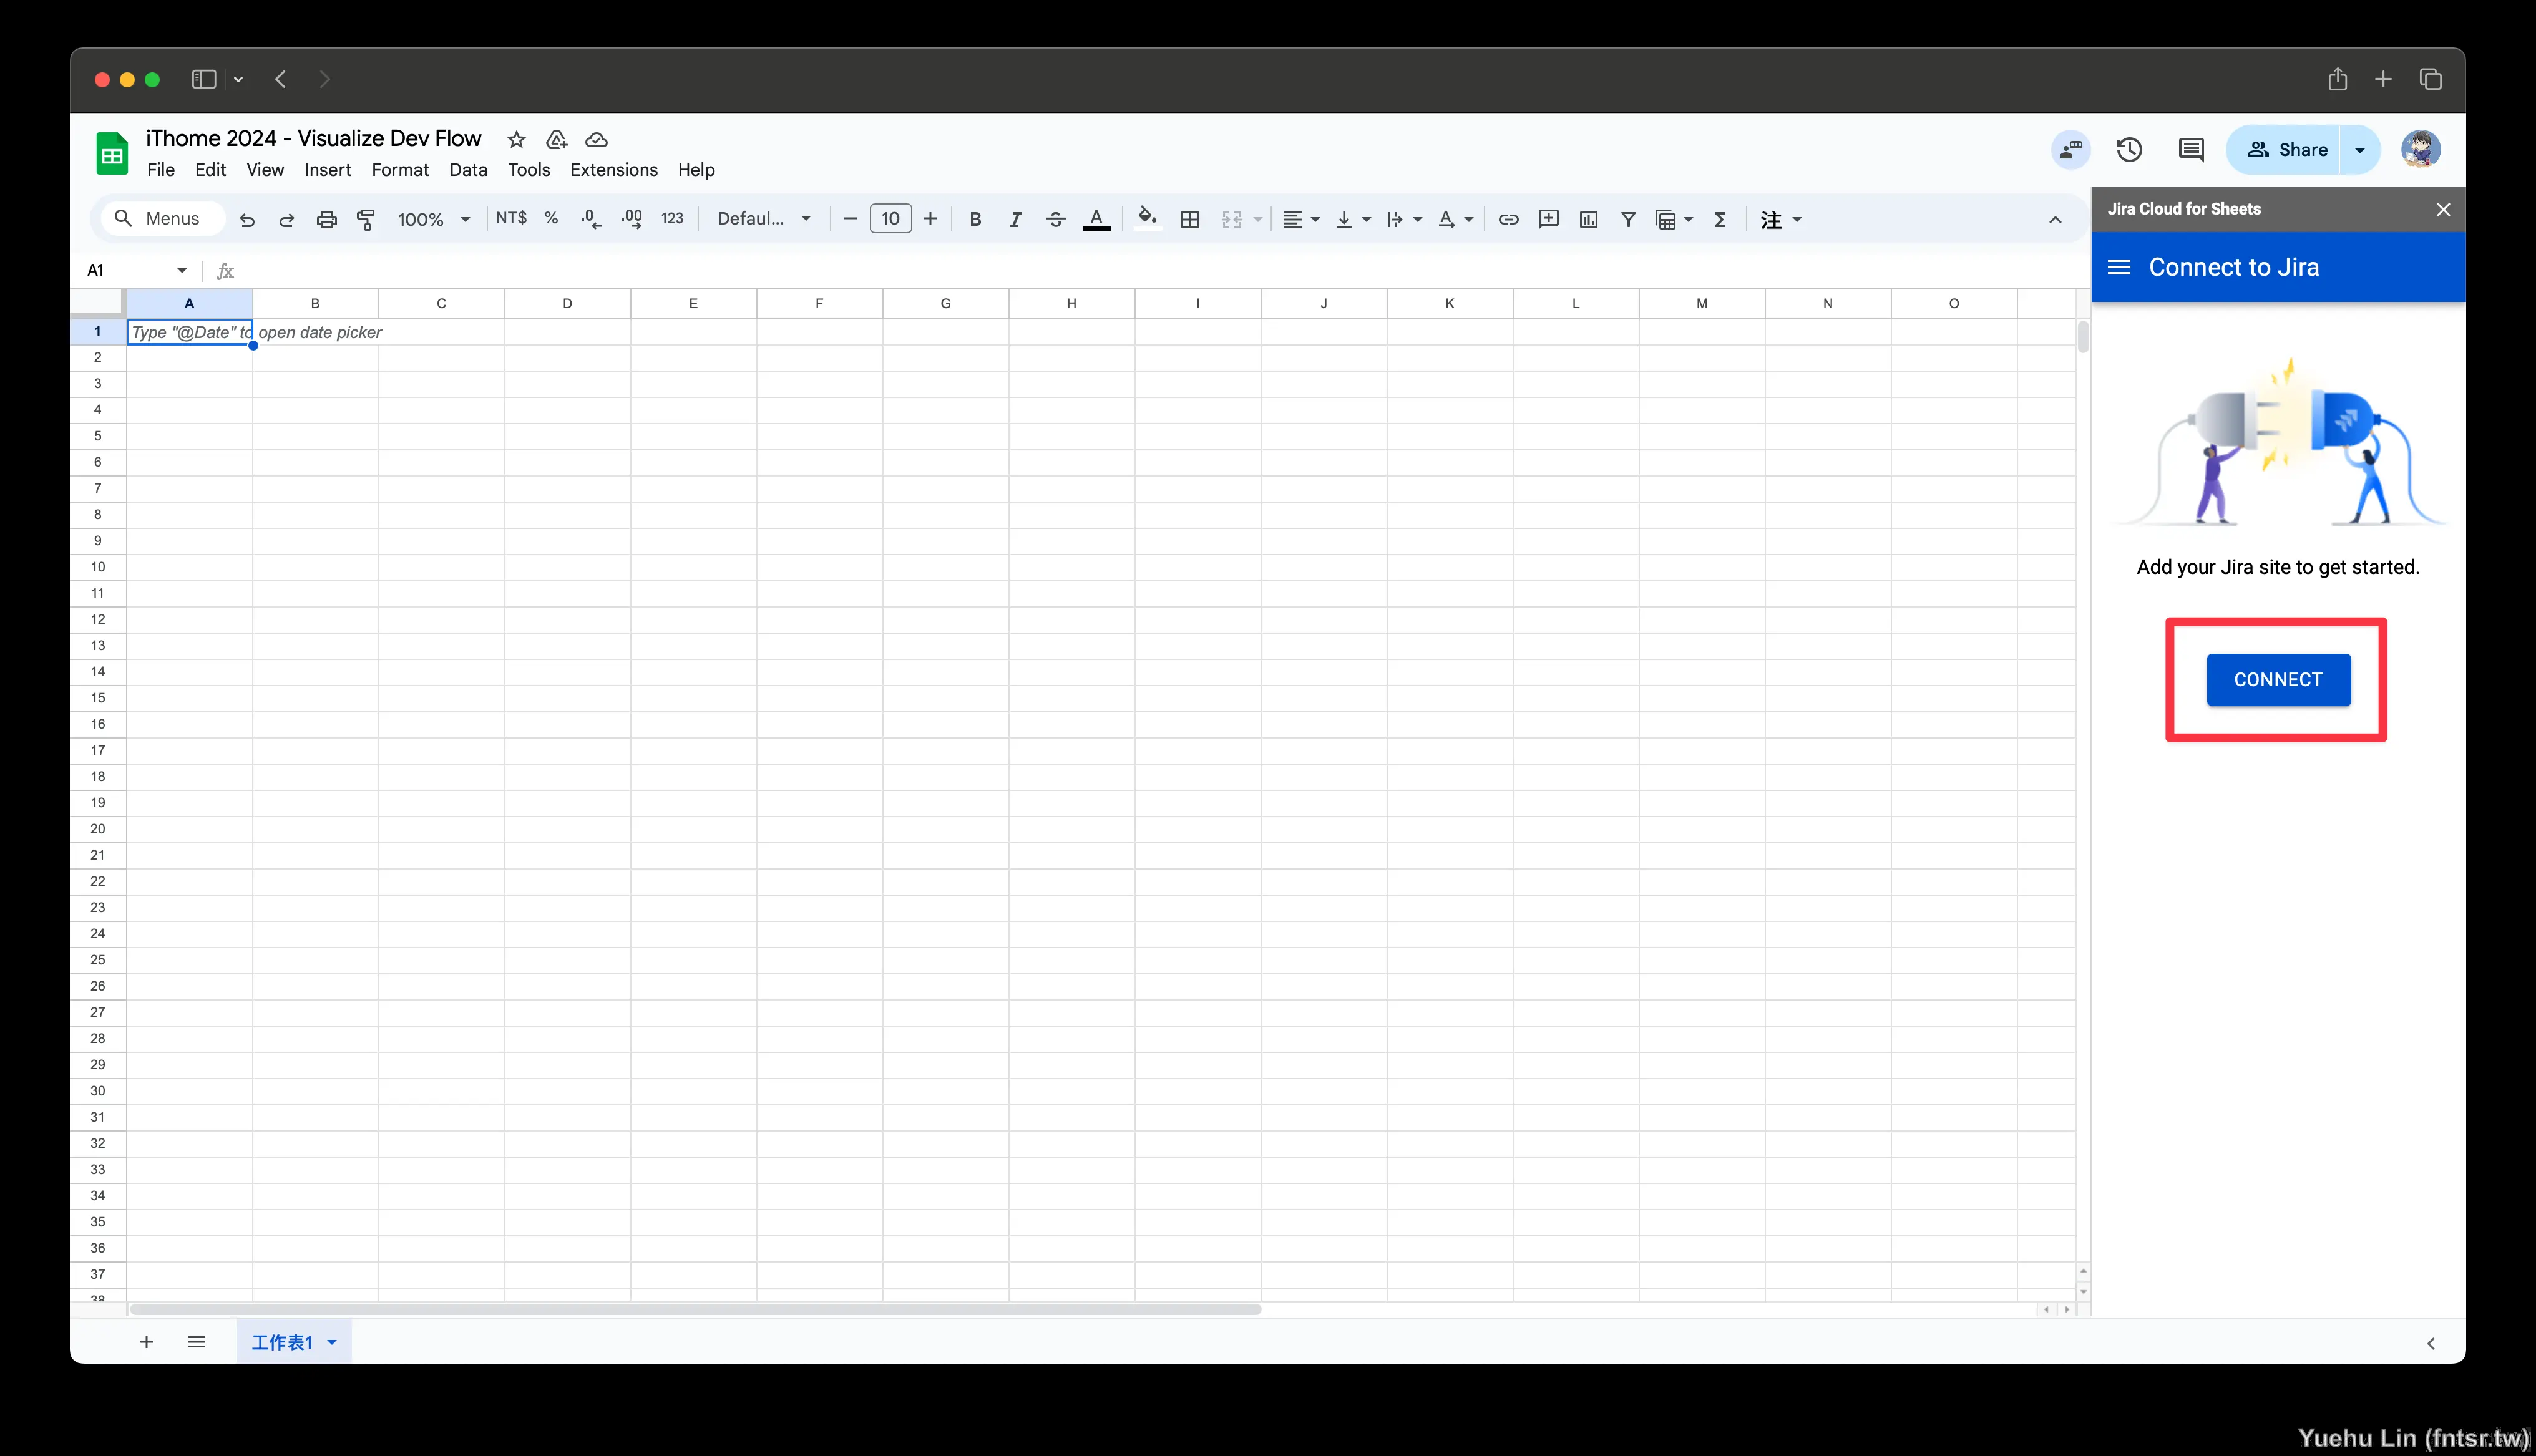 iThome 2024 - Visualize Dev Flow
File Edit View Insert Format Data Tools Extensions Help
Share
Menus 100% NT$ % .0 .00 123 Defaul... 10 B I A A Σ 注
Jira Cloud for Sheets
Connect to Jira
A1 fx
A B C D E F G H I J K L M N O
1 Type "@Date" to open date picker
2
3
4
5
6
7
8
9
10
11
12
13
14
15
16
17
18
19
20
21
22
23
24
25
26
27
28
29
30
31
32
33
34
35
36
37
38
Add your Jira site to get started.
CONNECT
工作表1
Yuehu Lin (fntsr.tw)